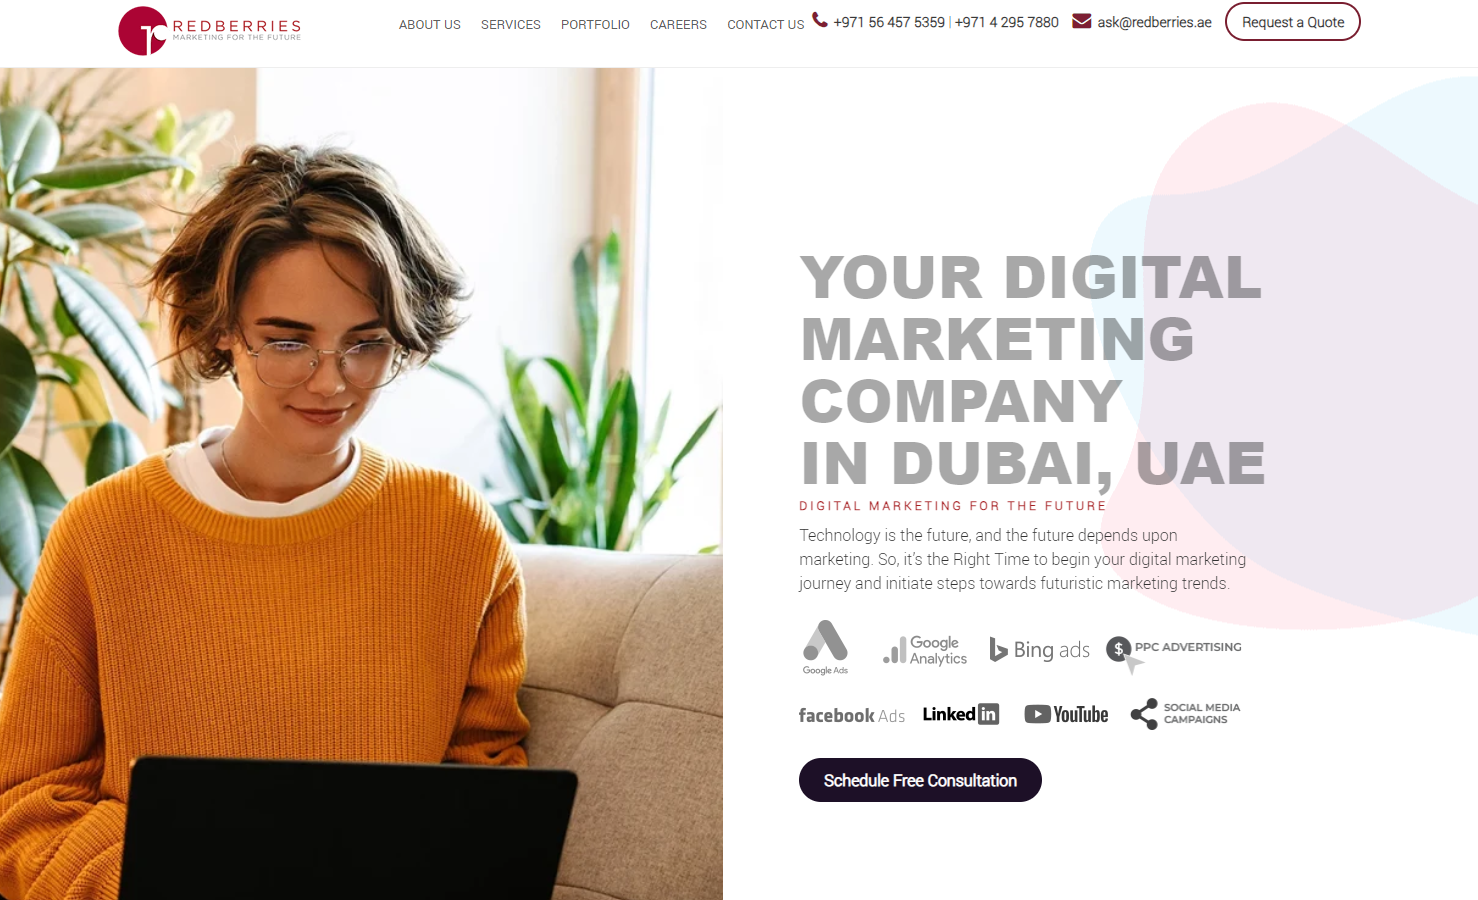 REDBERRIES
MARKETING FOR THE FUTURE
ABOUT US
SERVICES
PORTFOLIO
CAREERS
CONTACT US
+971 56 457 5359 | +971 4 295 7880
ask@redberries.ae
Request a Quote
YOUR DIGITAL
MARKETING
COMPANY
IN DUBAI, UAE
DIGITAL MARKETING FOR THE FUTURE
Technology is the future, and the future depends upon
marketing. So, it’s the Right Time to begin your digital marketing
journey and initiate steps towards futuristic marketing trends.
Google Ads
Google
Analytics
Bing ads
$ PPC ADVERTISING
facebook Ads
Linked in
YouTube
SOCIAL MEDIA
CAMPAIGNS
Schedule Free Consultation